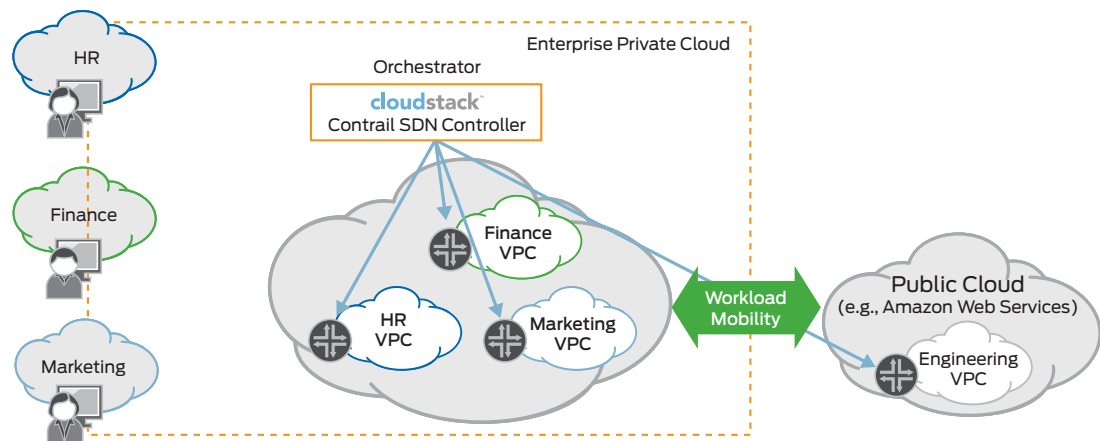 HR
Finance
Marketing
Enterprise Private Cloud
Orchestrator
cloudstack™
Contrail SDN Controller
Finance
VPC
HR
VPC
Marketing
VPC
Workload
Mobility
Public Cloud
(e.g., Amazon Web Services)
Engineering
VPC